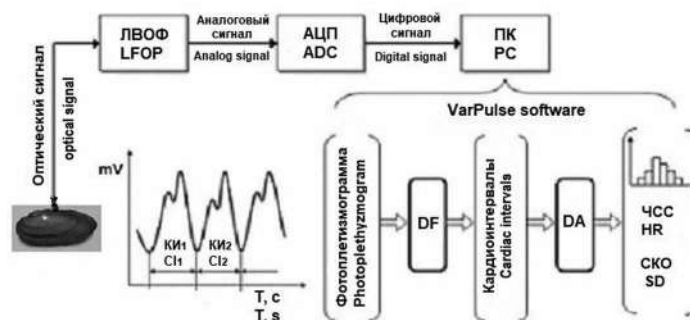 ЛВОФ
LFOP
Аналоговый
сигнал
Analog signal
АЦП
ADC
Цифровой
сигнал
Digital signal
ПК
PC
Оптический сигнал
optical signal
VarPulse software
mV
КИ1
CI1
КИ2
CI2
T, c
T, s
Фотоплетизмограмма
Photoplethyzmogram
DF
Кардиоинтервалы
Cardiac intervals
DA
ЧСС
HR
СКО
SD